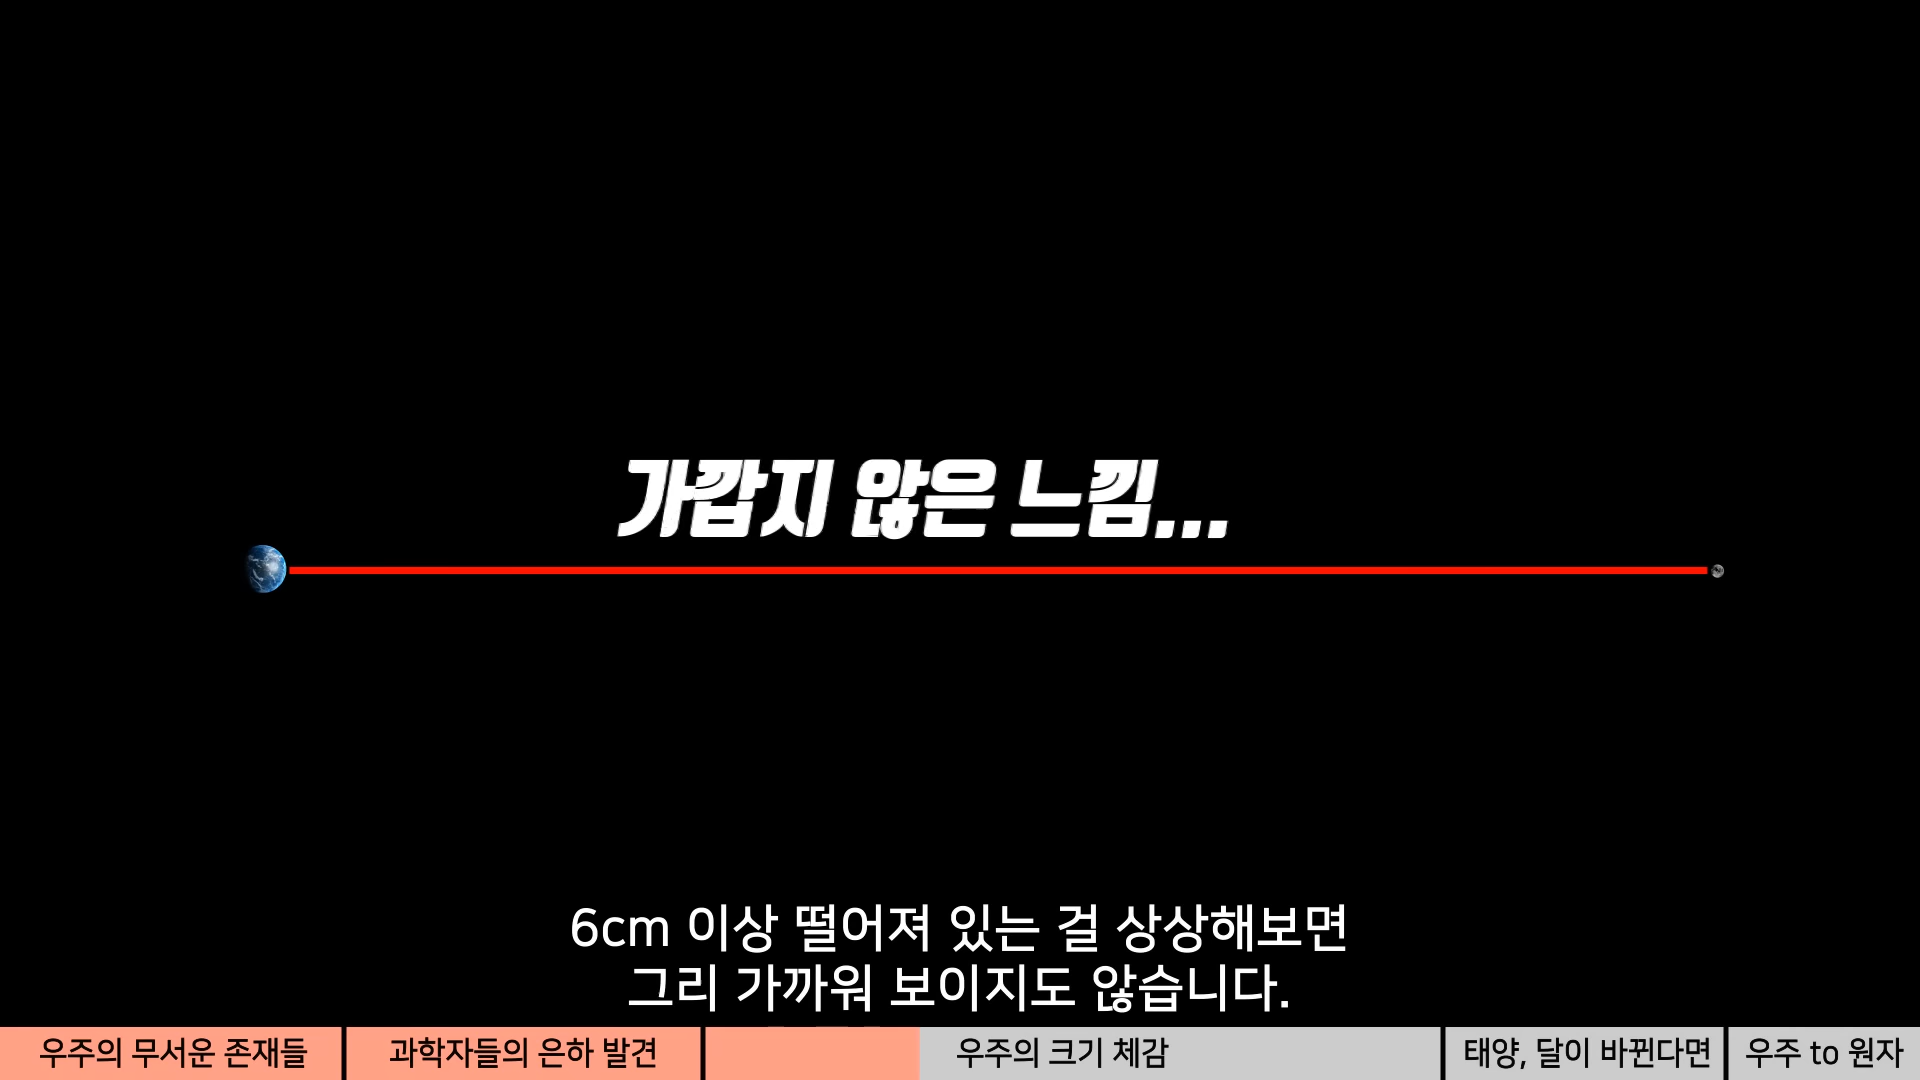 가깝지 않은 느낌...
6cm 이상 떨어져 있는 걸 상상해보면
그리 가까워 보이지도 않습니다.
우주의 무서운 존재들
과학자들의 은하 발견
우주의 크기 체감
태양, 달이 바뀐다면
우주 to 원자